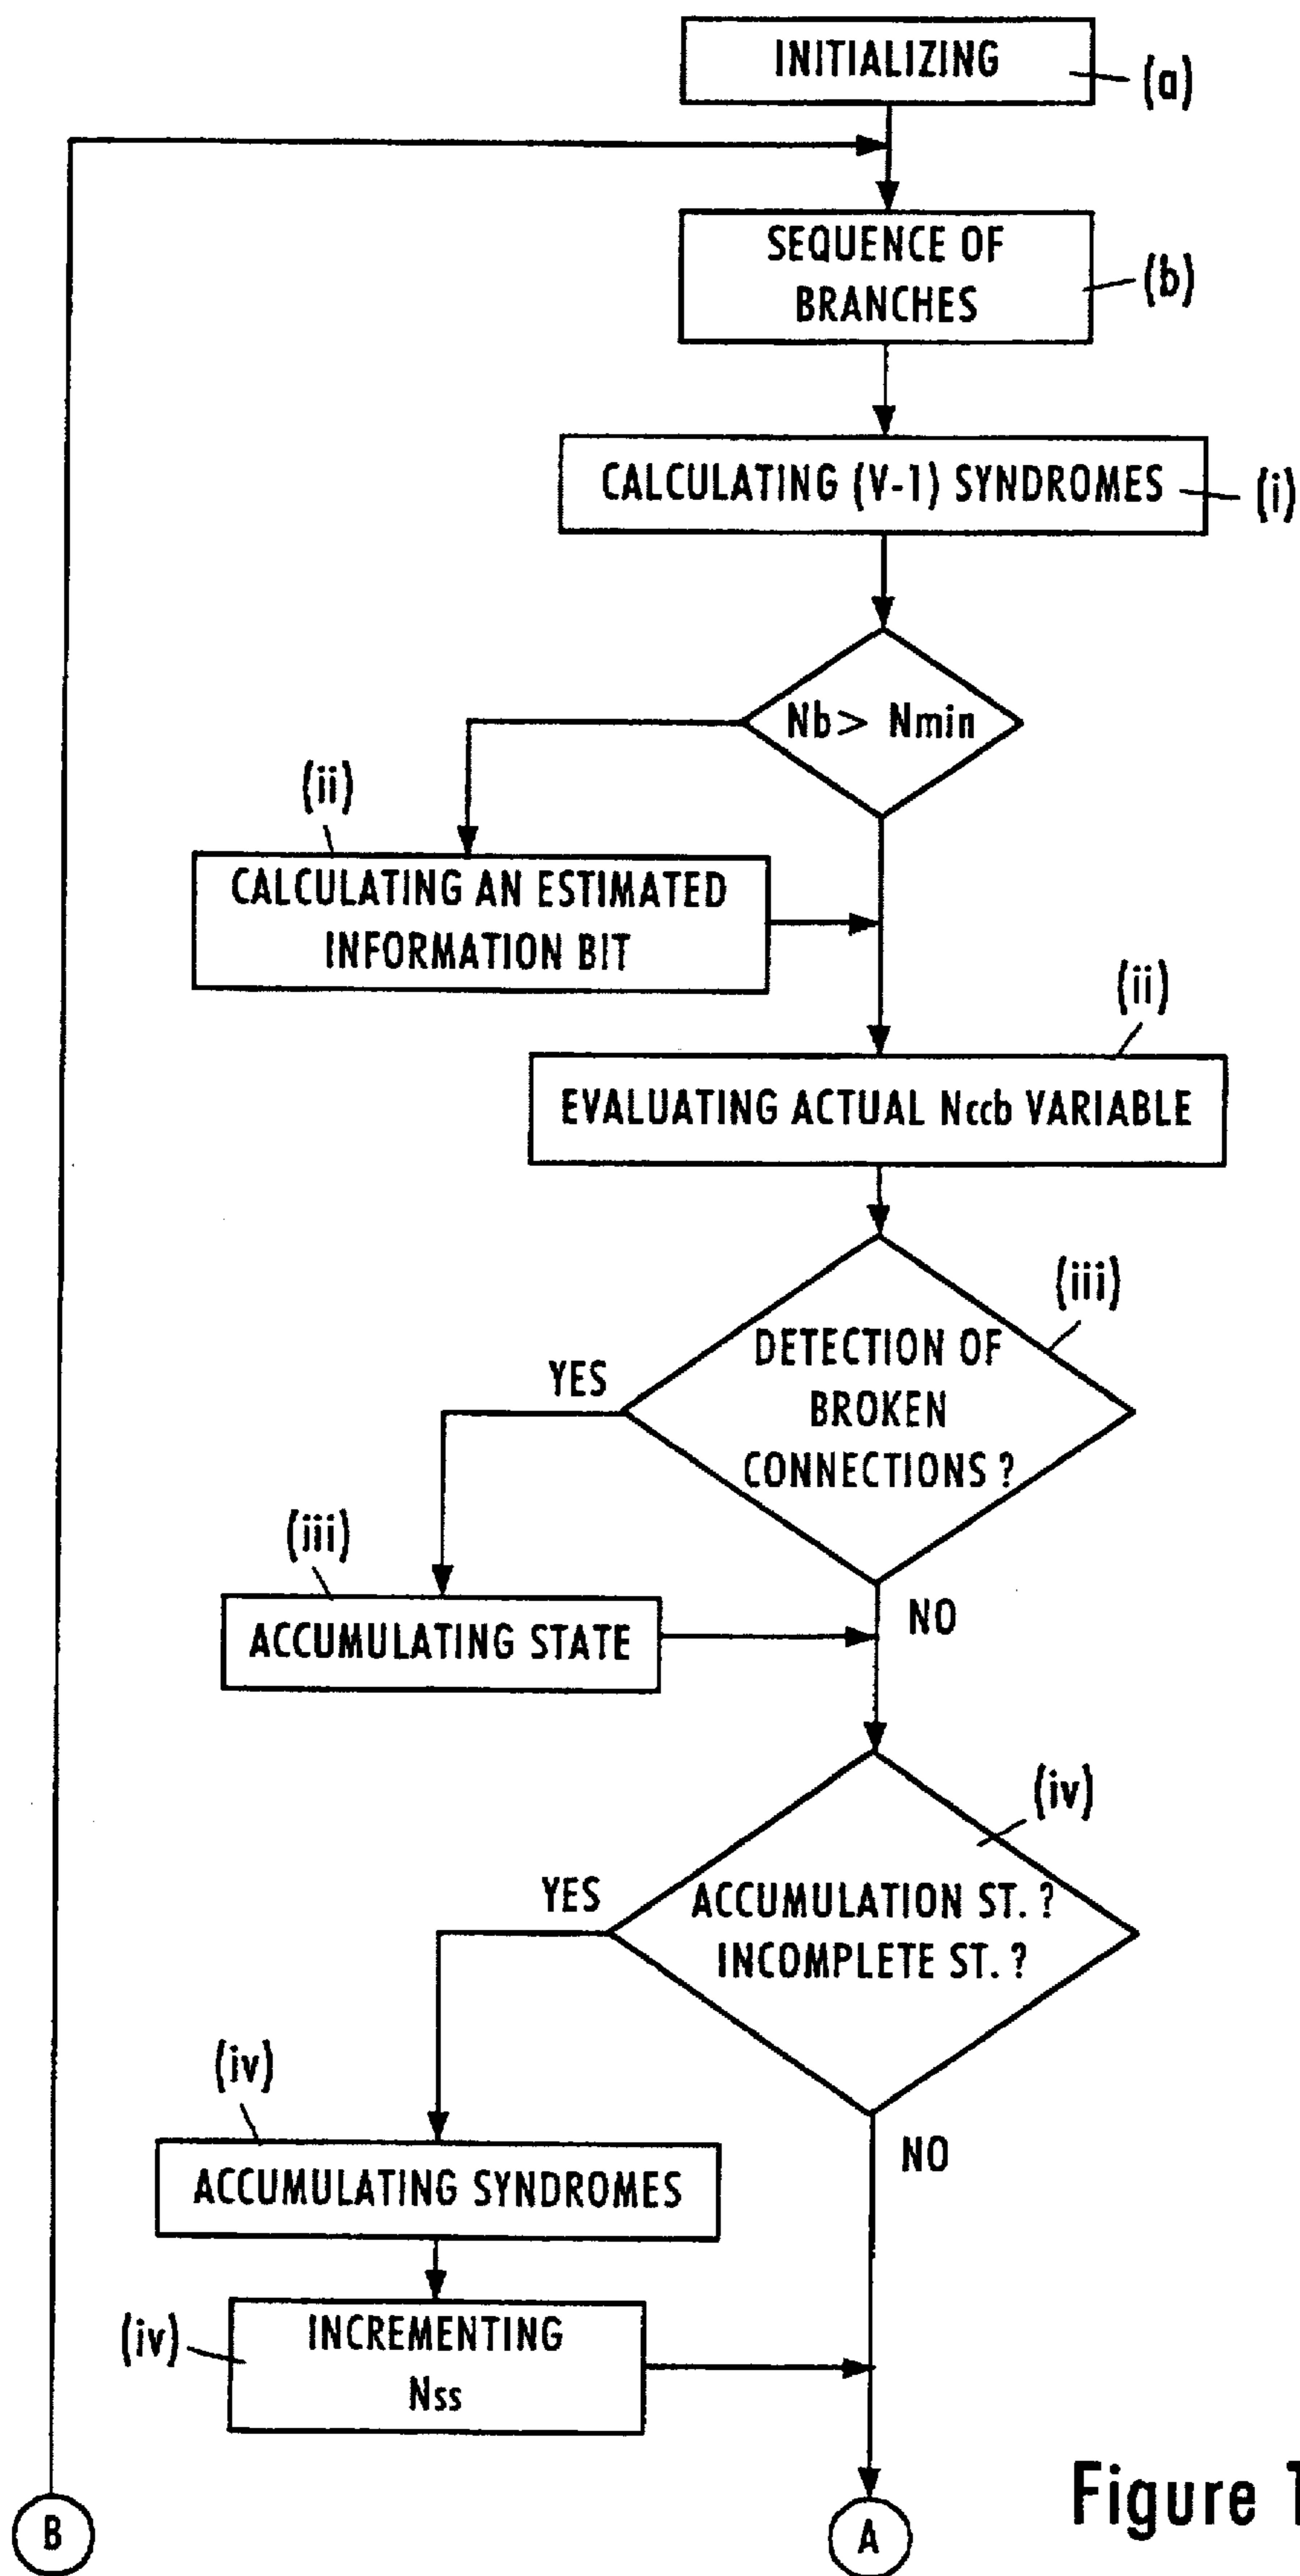 INITIALIZING
(a)
SEQUENCE OF
BRANCHES
(b)
CALCULATING (V-1) SYNDROMES
(i)
Nb > Nmin
(ii)
CALCULATING AN ESTIMATED
INFORMATION BIT
(ii)
EVALUATING ACTUAL Nccb VARIABLE
(iii)
YES
DETECTION OF
BROKEN
CONNECTIONS ?
(iii)
NO
ACCUMULATING STATE
(iv)
YES
ACCUMULATION ST. ?
INCOMPLETE ST. ?
(iv)
NO
ACCUMULATING SYNDROMES
(iv)
INCREMENTING
Nss
B
A
Figure 1